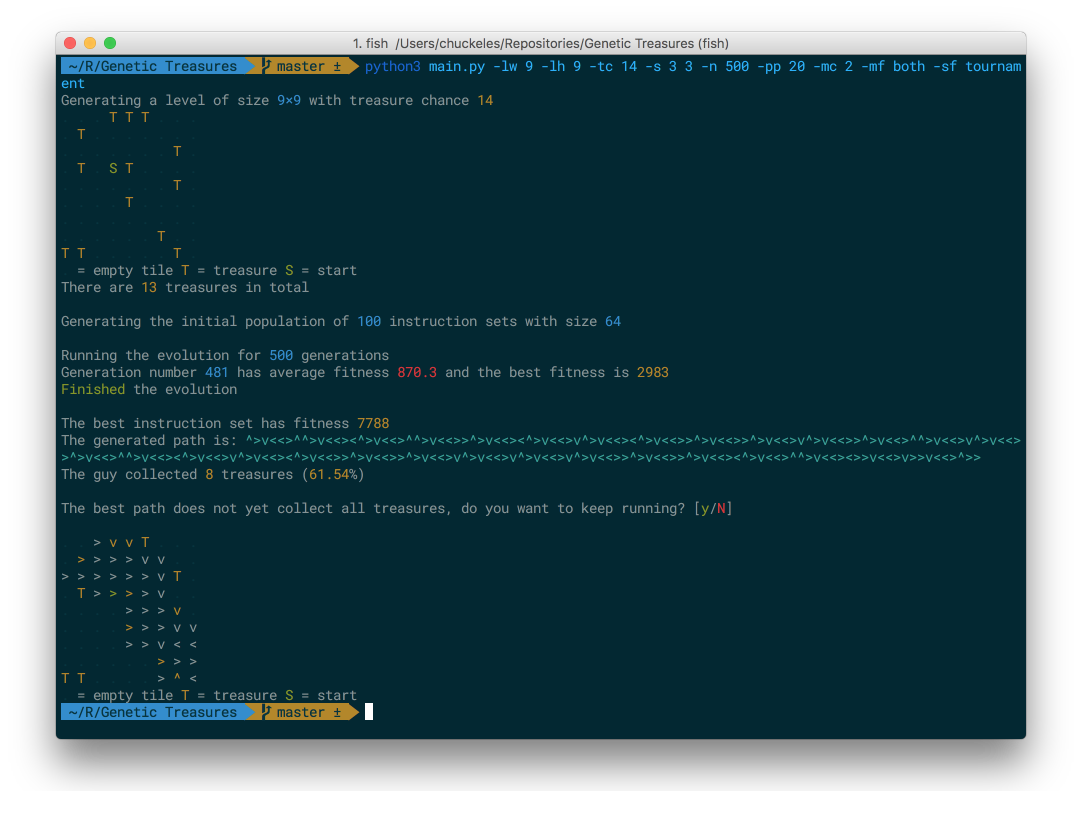 1. fish /Users/chuckeles/Repositories/Genetic Treasures (fish)
~/R/Genetic Treasures master ± python3 main.py -lw 9 -lh 9 -tc 14 -s 3 3 -n 500 -pp 20 -mc 2 -mf both -sf tournam
ent
Generating a level of size 9×9 with treasure chance 14
. . . T T T . . .
. T . . . . . . .
. . . . . . . T .
. T . S T . . . .
. . . . . . . T .
. . . . T . . . .
. . . . . . . . .
. . . . . . T . .
T T . . . . . T .
. = empty tile T = treasure S = start
There are 13 treasures in total
Generating the initial population of 100 instruction sets with size 64
Running the evolution for 500 generations
Generation number 481 has average fitness 870.3 and the best fitness is 2983
Finished the evolution
The best instruction set has fitness 7788
The generated path is: ^>v<<>^^>v<<><^>v<<>^^>v<<>>^>v<<><^>v<<>v^>v<<><^>v<<>>^>v<<>>^>v<<>v^>v<<>>^>v<<>^^>v<<>v^>v<<>
>^>v<<>^^>v<<><^>v<<>v^>v<<><^>v<<><^>v<<>>^>v<<>v^>v<<>v^>v<<>v^>v<<>>^>v<<>>^>v<<><^>v<<>^^>v<<><>>v<<>v>>v<<>^>>
The guy collected 8 treasures (61.54%)
The best path does not yet collect all treasures, do you want to keep running? [y/N]
. . > v v T . . .
. > > > > v v . .
> > > > > > v T .
. T > > > > v . .
. . . . > > > v .
. . . . > > > v v
. . . . > > v < <
. . . . . . > > >
T T . . . . > ^ <
. = empty tile T = treasure S = start
~/R/Genetic Treasures master ±